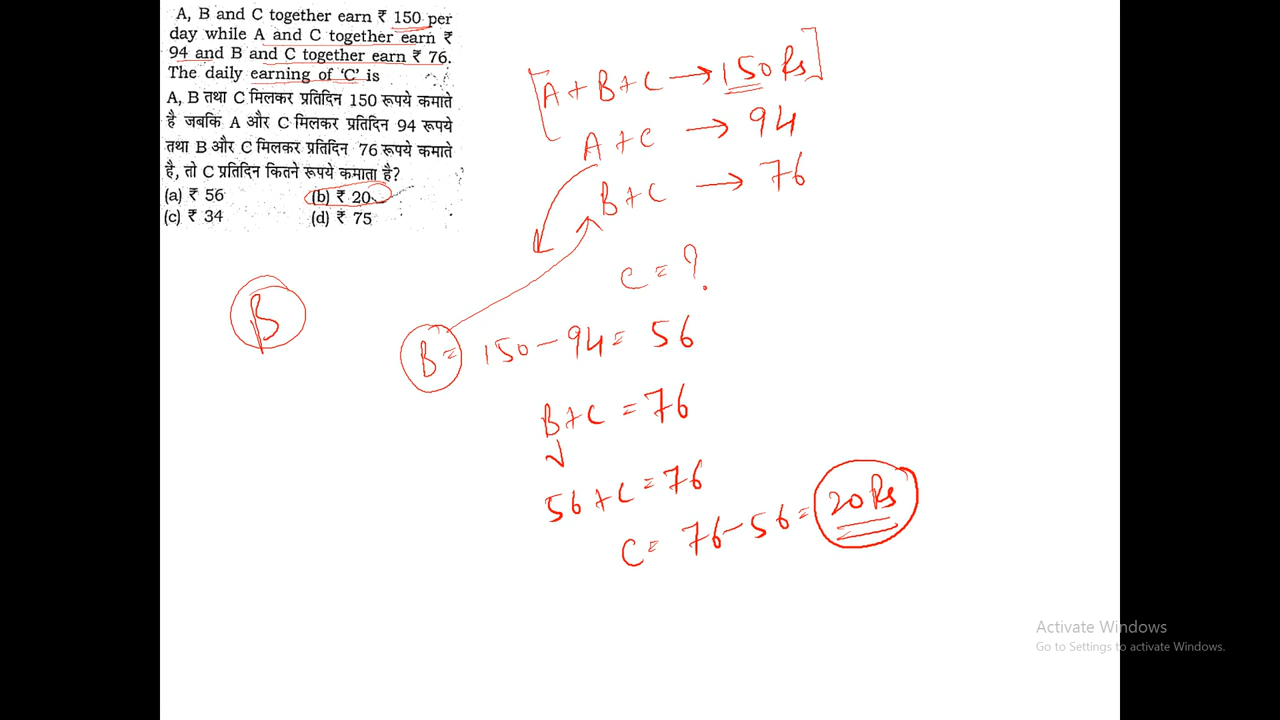 A, B and C together earn ₹ 150 per
day while A and C together earn ₹
94 and B and C together earn ₹ 76.
The daily earning of ‘C’ is
A, B तथा C मिलकर प्रतिदिन 150 रूपये कमाते
है जबकि A और C मिलकर प्रतिदिन 94 रूपये
तथा B और C मिलकर प्रतिदिन 76 रूपये कमाते
है, तो C प्रतिदिन कितने रूपये कमाता है?
(a) ₹ 56 (b) ₹ 20
(c) ₹ 34 (d) ₹ 75
A+B+C → 150 Rs
A+C → 94
B+C → 76
C = ?
B
B = 150 - 94 = 56
B+C = 76
56+C = 76
C = 76 - 56 = 20 Rs
Activate Windows
Go to Settings to activate Windows.